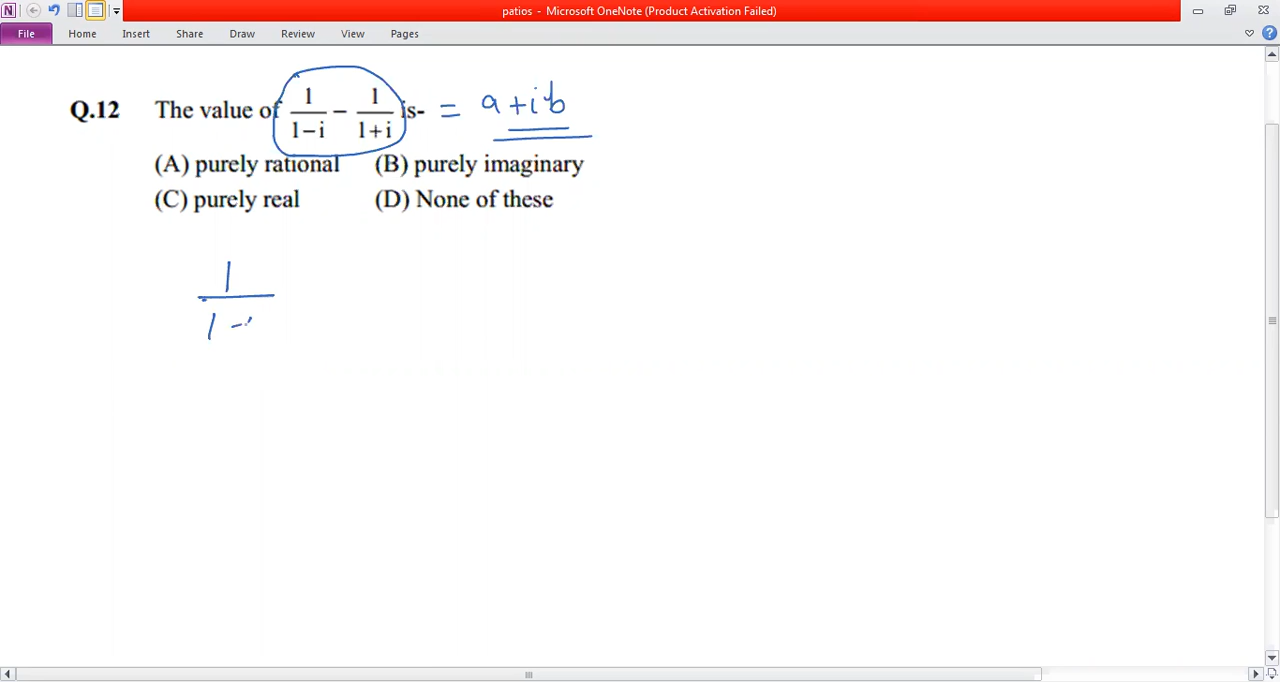 patios - Microsoft OneNote (Product Activation Failed)
File Home Insert Share Draw Review View Pages
Q.12 The value of 1/(1−i) − 1/(1+i) is- = a+ib
(A) purely rational (B) purely imaginary
(C) purely real (D) None of these
1
1 -